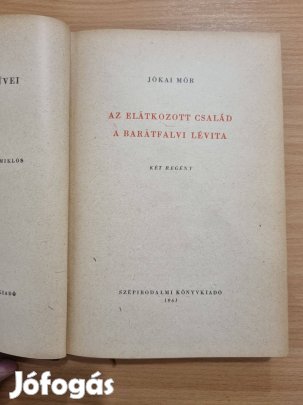 VEI
MIKLÓS
JÓKAI MÓR
AZ ELÁTKOZOTT CSALÁD
A BARÁTFALVI LÉVITA
KÉT REGÉNY
SZÉPIRODALMI KÖNYVKIADÓ
1961
Jófogás